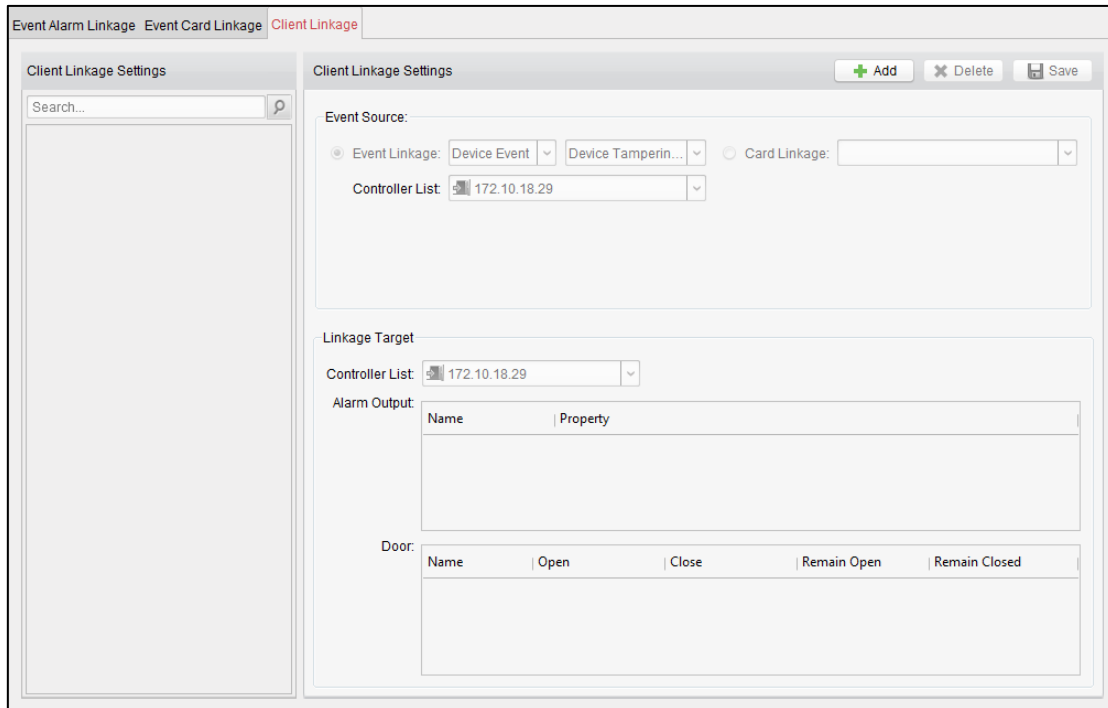 Event Alarm Linkage Event Card Linkage Client Linkage
Client Linkage Settings
Search...
Client Linkage Settings Add Delete Save
Event Source:
Event Linkage: Device Event Device Tamperin... Card Linkage:
Controller List: 172.10.18.29
Linkage Target
Controller List: 172.10.18.29
Alarm Output:
Name Property
Door:
Name Open Close Remain Open Remain Closed